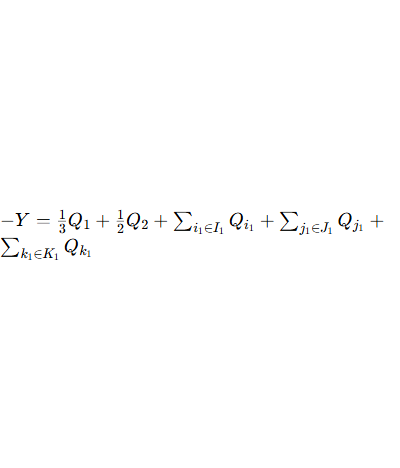 $-Y = \frac{1}{3}Q_1 + \frac{1}{2}Q_2 + \sum_{i_1 \in I_1} Q_{i_1} + \sum_{j_1 \in J_1} Q_{j_1} +$
$\sum_{k_1 \in K_1} Q_{k_1}$